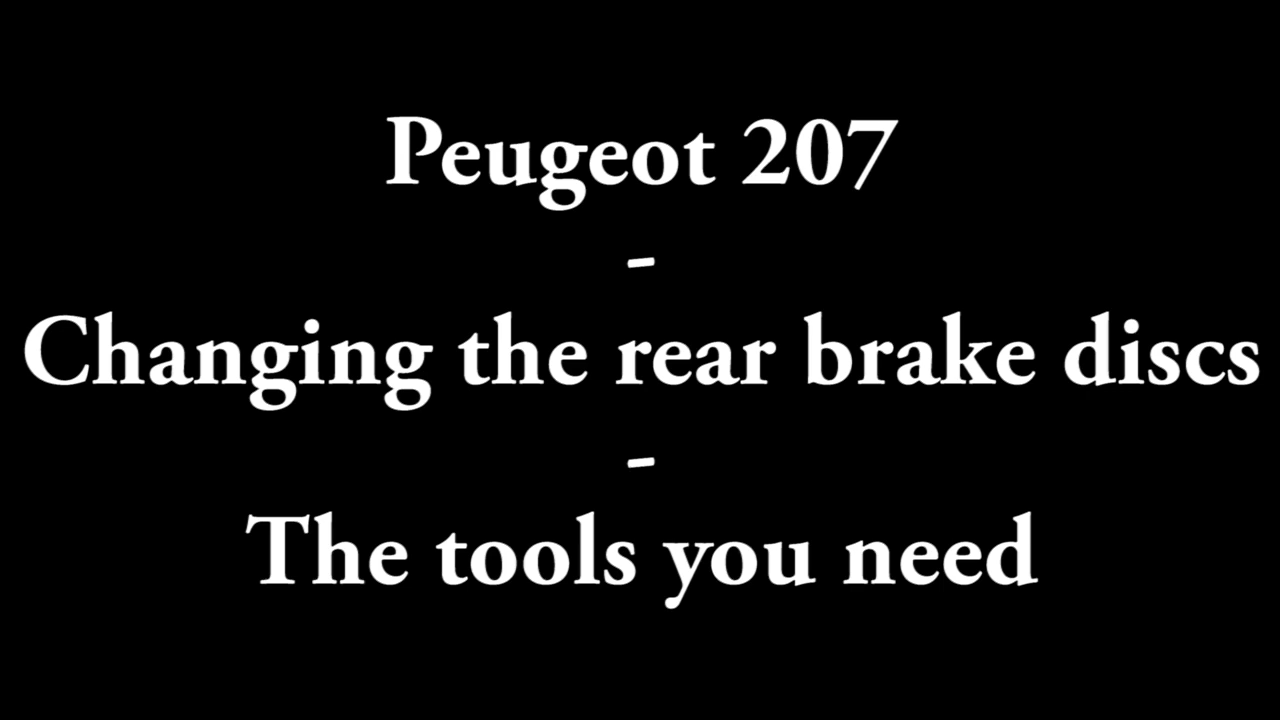 Peugeot 207
-
Changing the rear brake discs
-
The tools you need